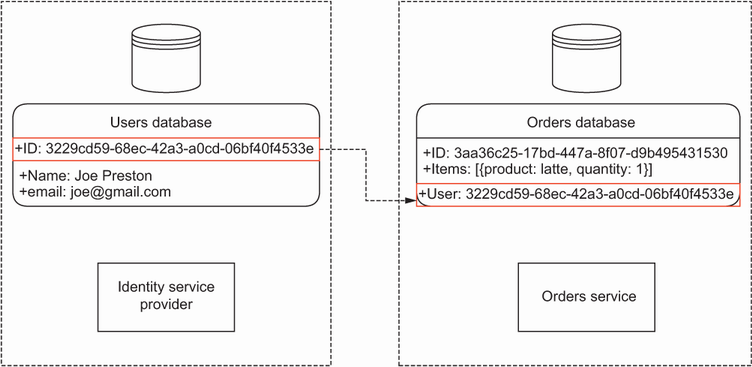 Users database
+ID: 3229cd59-68ec-42a3-a0cd-06bf40f4533e
+Name: Joe Preston
+email: joe@gmail.com
Identity service
provider
Orders database
+ID: 3aa36c25-17bd-447a-8f07-d9b495431530
+Items: [{product: latte, quantity: 1}]
+User: 3229cd59-68ec-42a3-a0cd-06bf40f4533e
Orders service